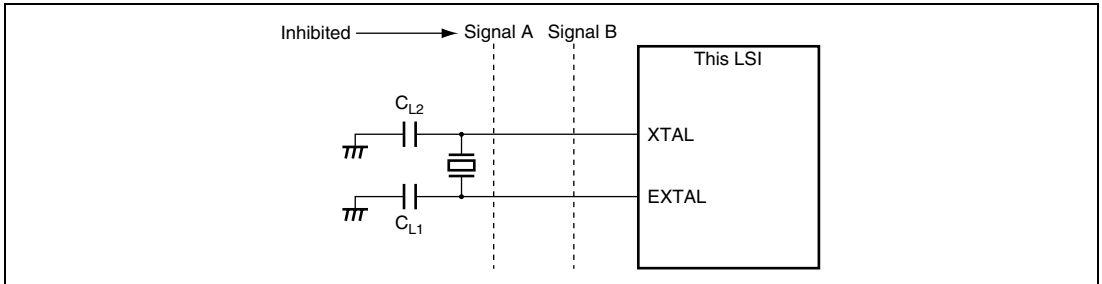 Inhibited Signal A Signal B
This LSI
CL2
XTAL
EXTAL
CL1